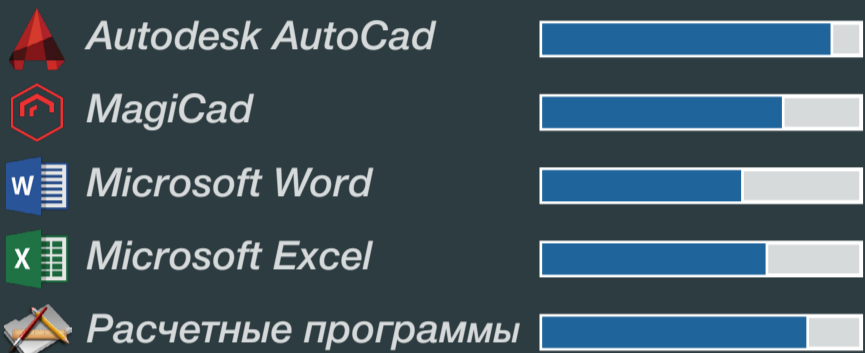 Autodesk AutoCad
MagiCad
W Microsoft Word
X Microsoft Excel
Расчетные программы